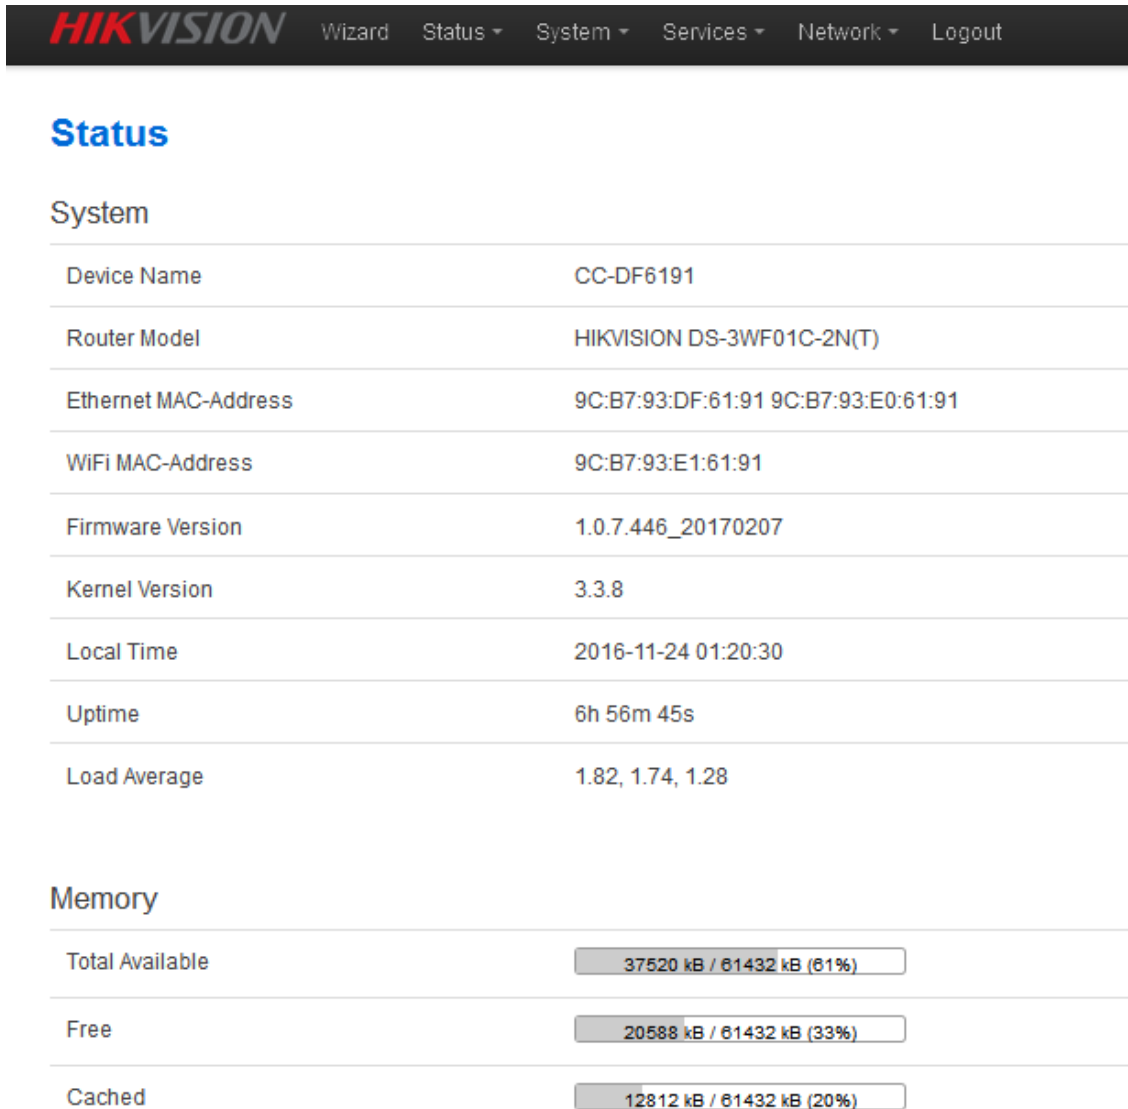 HIKVISION Wizard Status System Services Network Logout
Status
System
Device Name CC-DF6191
Router Model HIKVISION DS-3WF01C-2N(T)
Ethernet MAC-Address 9C:B7:93:DF:61:91 9C:B7:93:E0:61:91
WiFi MAC-Address 9C:B7:93:E1:61:91
Firmware Version 1.0.7.446_20170207
Kernel Version 3.3.8
Local Time 2016-11-24 01:20:30
Uptime 6h 56m 45s
Load Average 1.82, 1.74, 1.28
Memory
Total Available 37520 kB / 61432 kB (61%)
Free 20588 kB / 61432 kB (33%)
Cached 12812 kB / 61432 kB (20%)